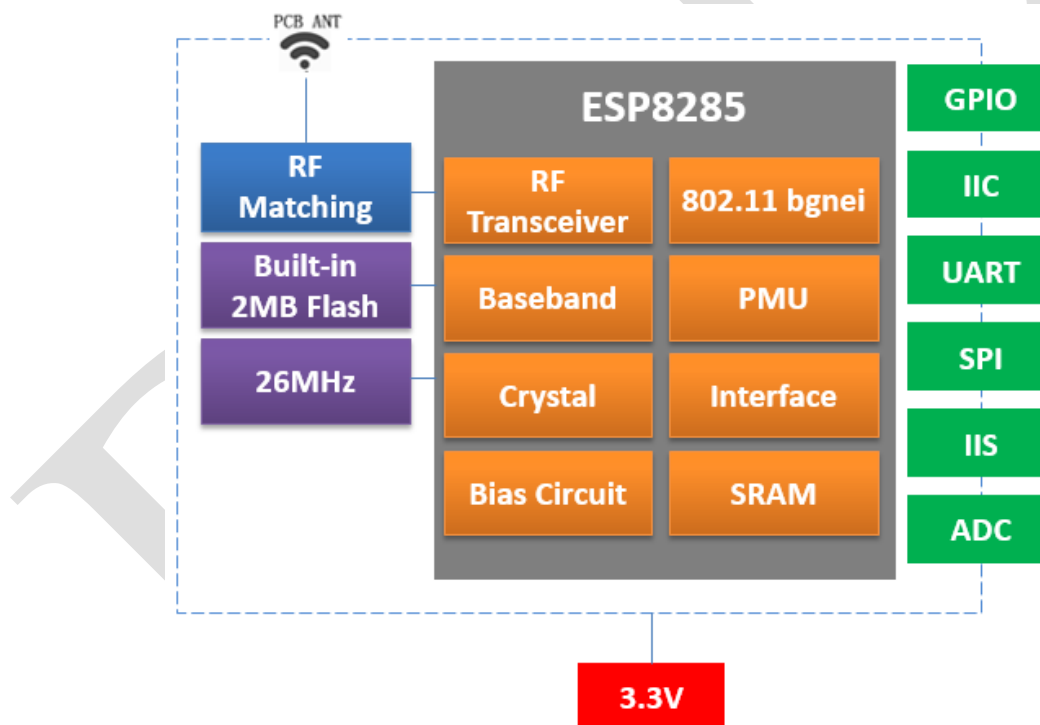 PCB ANT
ESP8285
RF
Matching
Built-in
2MB Flash
26MHz
RF
Transceiver
802.11 bgnei
Baseband
PMU
Crystal
Interface
Bias Circuit
SRAM
GPIO
IIC
UART
SPI
IIS
ADC
3.3V